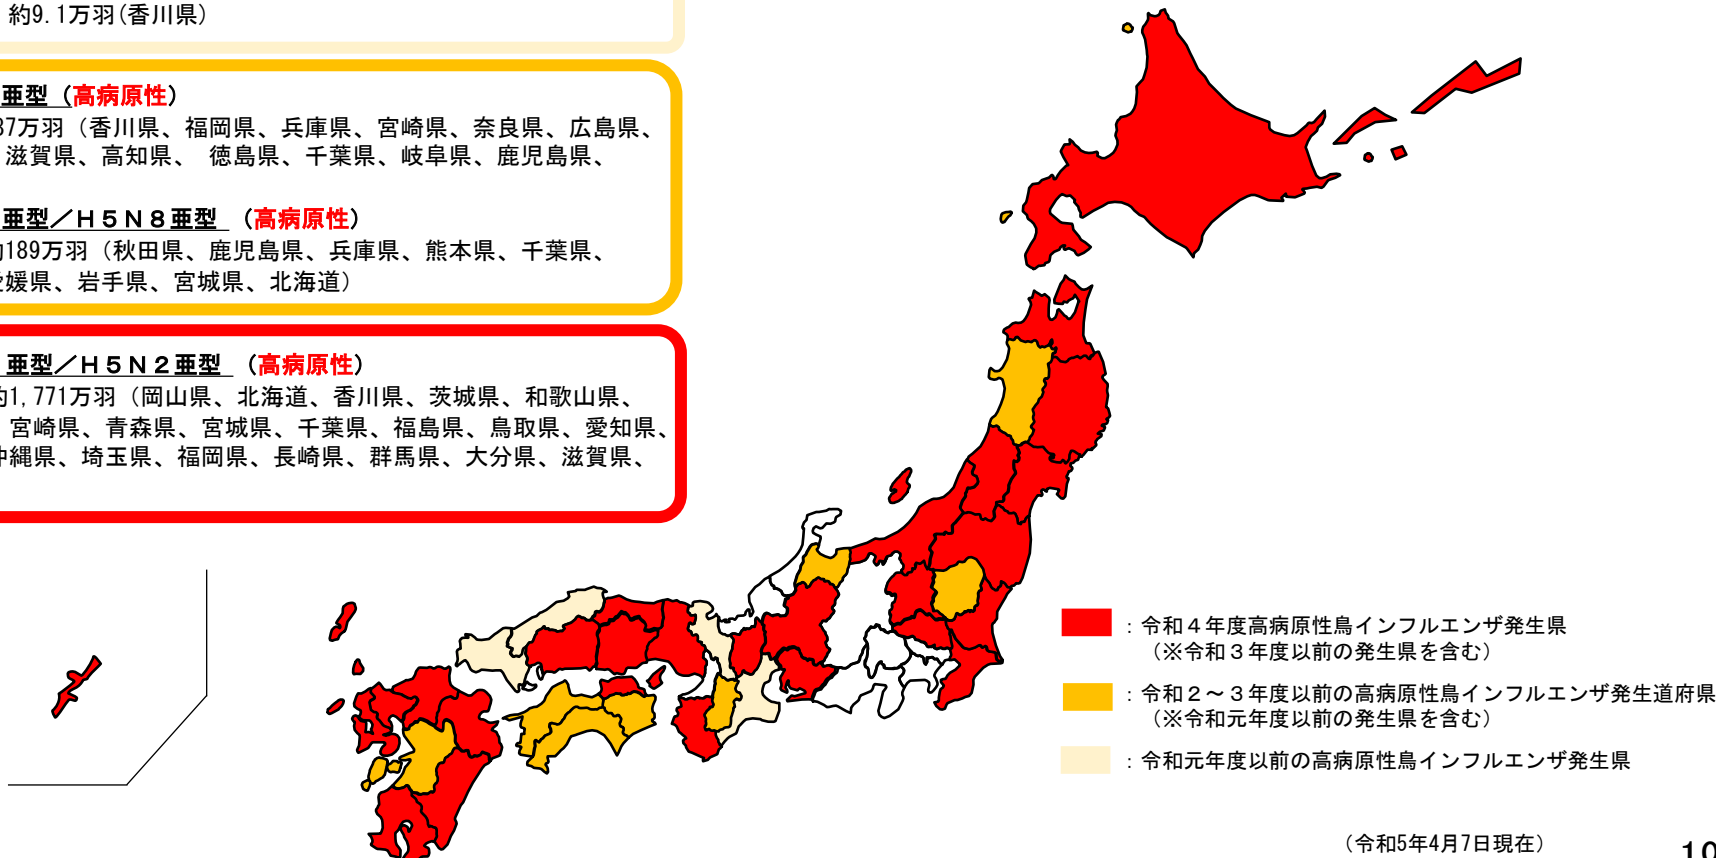 約9.1万羽(香川県)
亜型（高病原性）
87万羽（香川県、福岡県、兵庫県、宮崎県、奈良県、広島県、
滋賀県、高知県、 徳島県、千葉県、岐阜県、鹿児島県、
亜型／Ｈ５Ｎ８亜型 （高病原性）
189万羽（秋田県、鹿児島県、兵庫県、熊本県、千葉県、
愛媛県、岩手県、宮城県、北海道）
亜型／Ｈ５Ｎ２亜型 （高病原性）
約1,771万羽（岡山県、北海道、香川県、茨城県、和歌山県、
宮崎県、青森県、宮城県、千葉県、福島県、鳥取県、愛知県、
沖縄県、埼玉県、福岡県、長崎県、群馬県、大分県、滋賀県、
：令和４年度高病原性鳥インフルエンザ発生県
（※令和３年度以前の発生県を含む）
：令和２～３年度以前の高病原性鳥インフルエンザ発生道府県
（※令和元年度以前の発生県を含む）
：令和元年度以前の高病原性鳥インフルエンザ発生県
（令和5年4月7日現在）
10